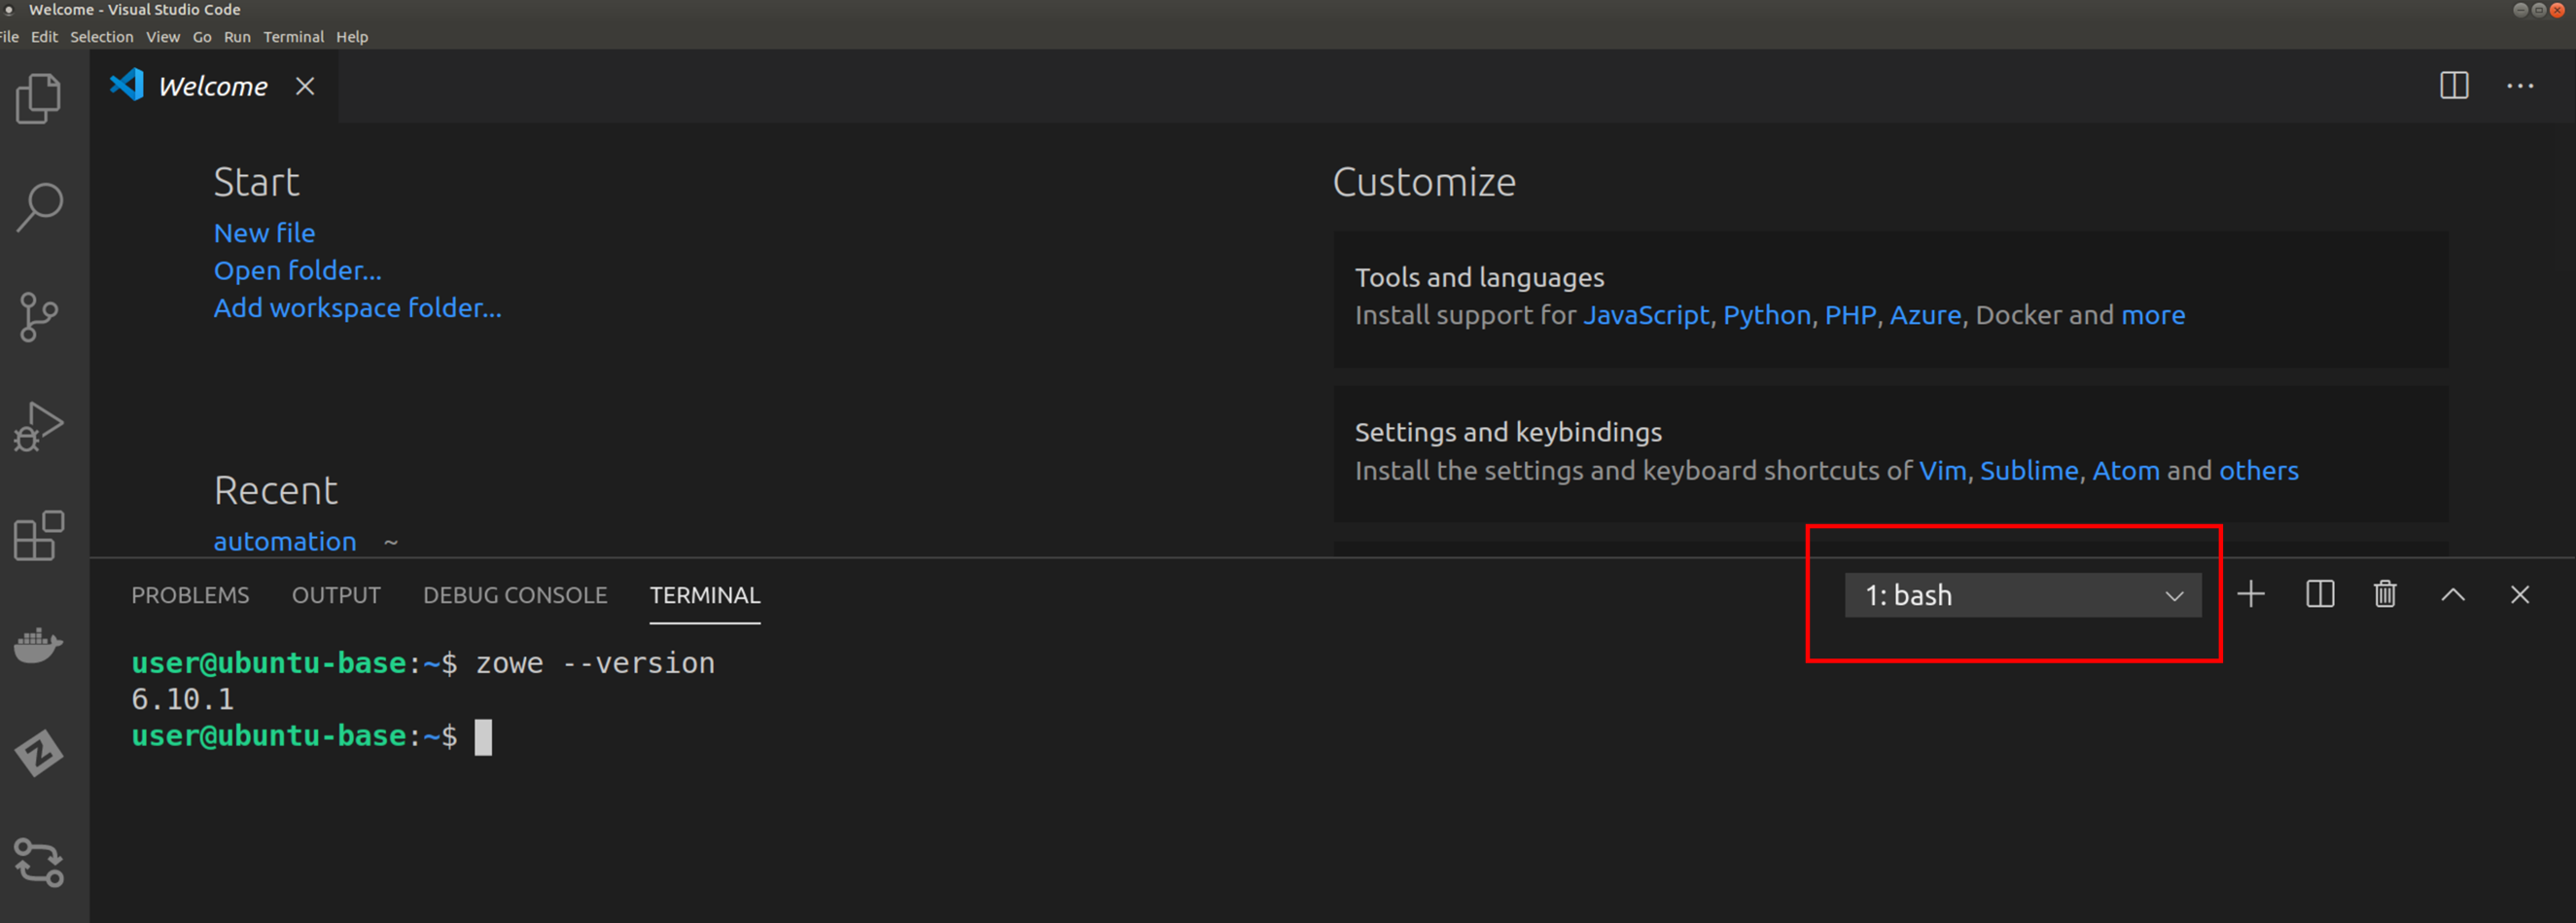 Welcome - Visual Studio Code
File Edit Selection View Go Run Terminal Help
Welcome
Start
New file
Open folder...
Add workspace folder...
Recent
automation ~
Customize
Tools and languages
Install support for JavaScript, Python, PHP, Azure, Docker and more
Settings and keybindings
Install the settings and keyboard shortcuts of Vim, Sublime, Atom and others
PROBLEMS OUTPUT DEBUG CONSOLE TERMINAL 1: bash
user@ubuntu-base:~$ zowe --version
6.10.1
user@ubuntu-base:~$